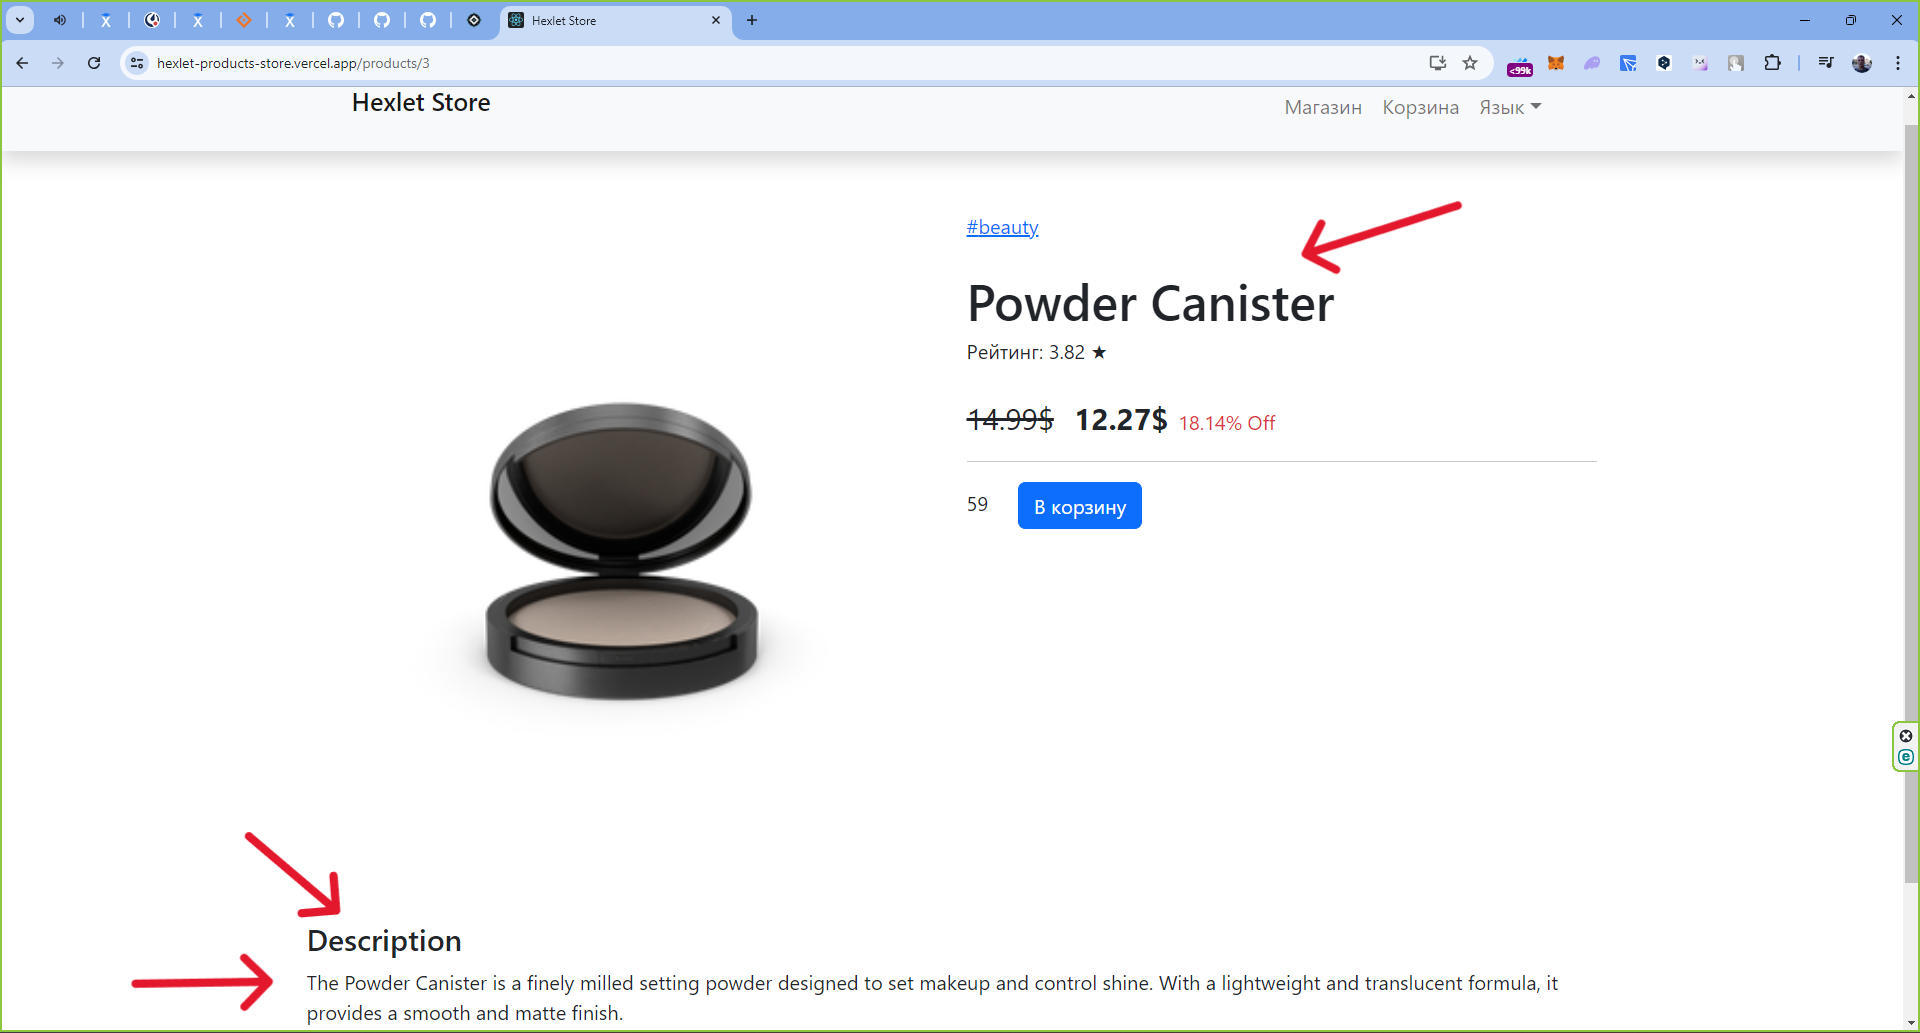 Hexlet Store
hexlet-products-store.vercel.app/products/3
<99k
Hexlet Store
Магазин
Корзина
Язык
#beauty
Powder Canister
Рейтинг: 3.82 ★
14.99$ 12.27$ 18.14% Off
59
В корзину
Description
The Powder Canister is a finely milled setting powder designed to set makeup and control shine. With a lightweight and translucent formula, it
provides a smooth and matte finish.